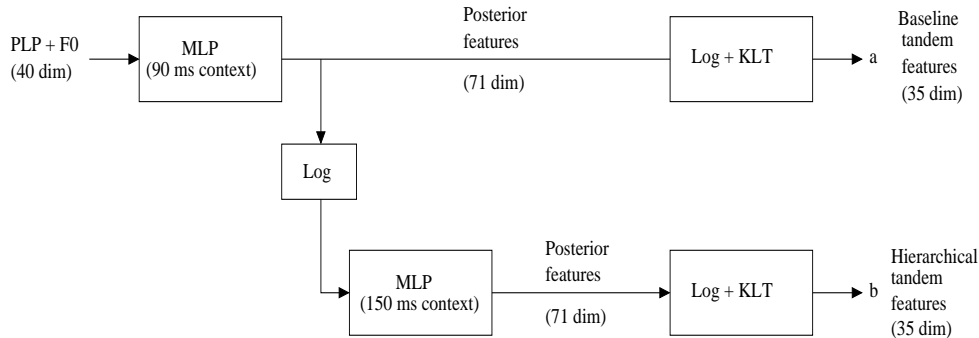 PLP + F0
(40 dim)
MLP
(90 ms context)
Posterior
features
(71 dim)
Log + KLT
a
Baseline
tandem
features
(35 dim)
Log
MLP
(150 ms context)
Posterior
features
(71 dim)
Log + KLT
b
Hierarchical
tandem
features
(35 dim)